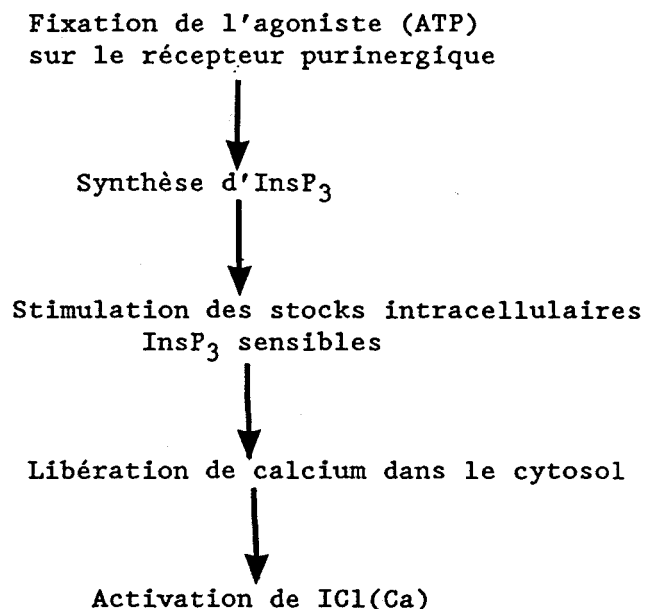 Fixation de l'agoniste (ATP)
sur le récepteur purinergique
Synthèse d'InsP₃
Stimulation des stocks intracellulaires
InsP₃ sensibles
Libération de calcium dans le cytosol
Activation de ICl(Ca)